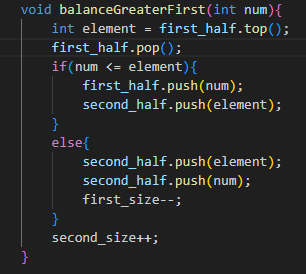 void balanceGreaterFirst(int num){
    int element = first_half.top();
    first_half.pop();
    if(num <= element){
        first_half.push(num);
        second_half.push(element);
    }
    else{
        second_half.push(element);
        second_half.push(num);
        first_size--;
    }
    second_size++;
}